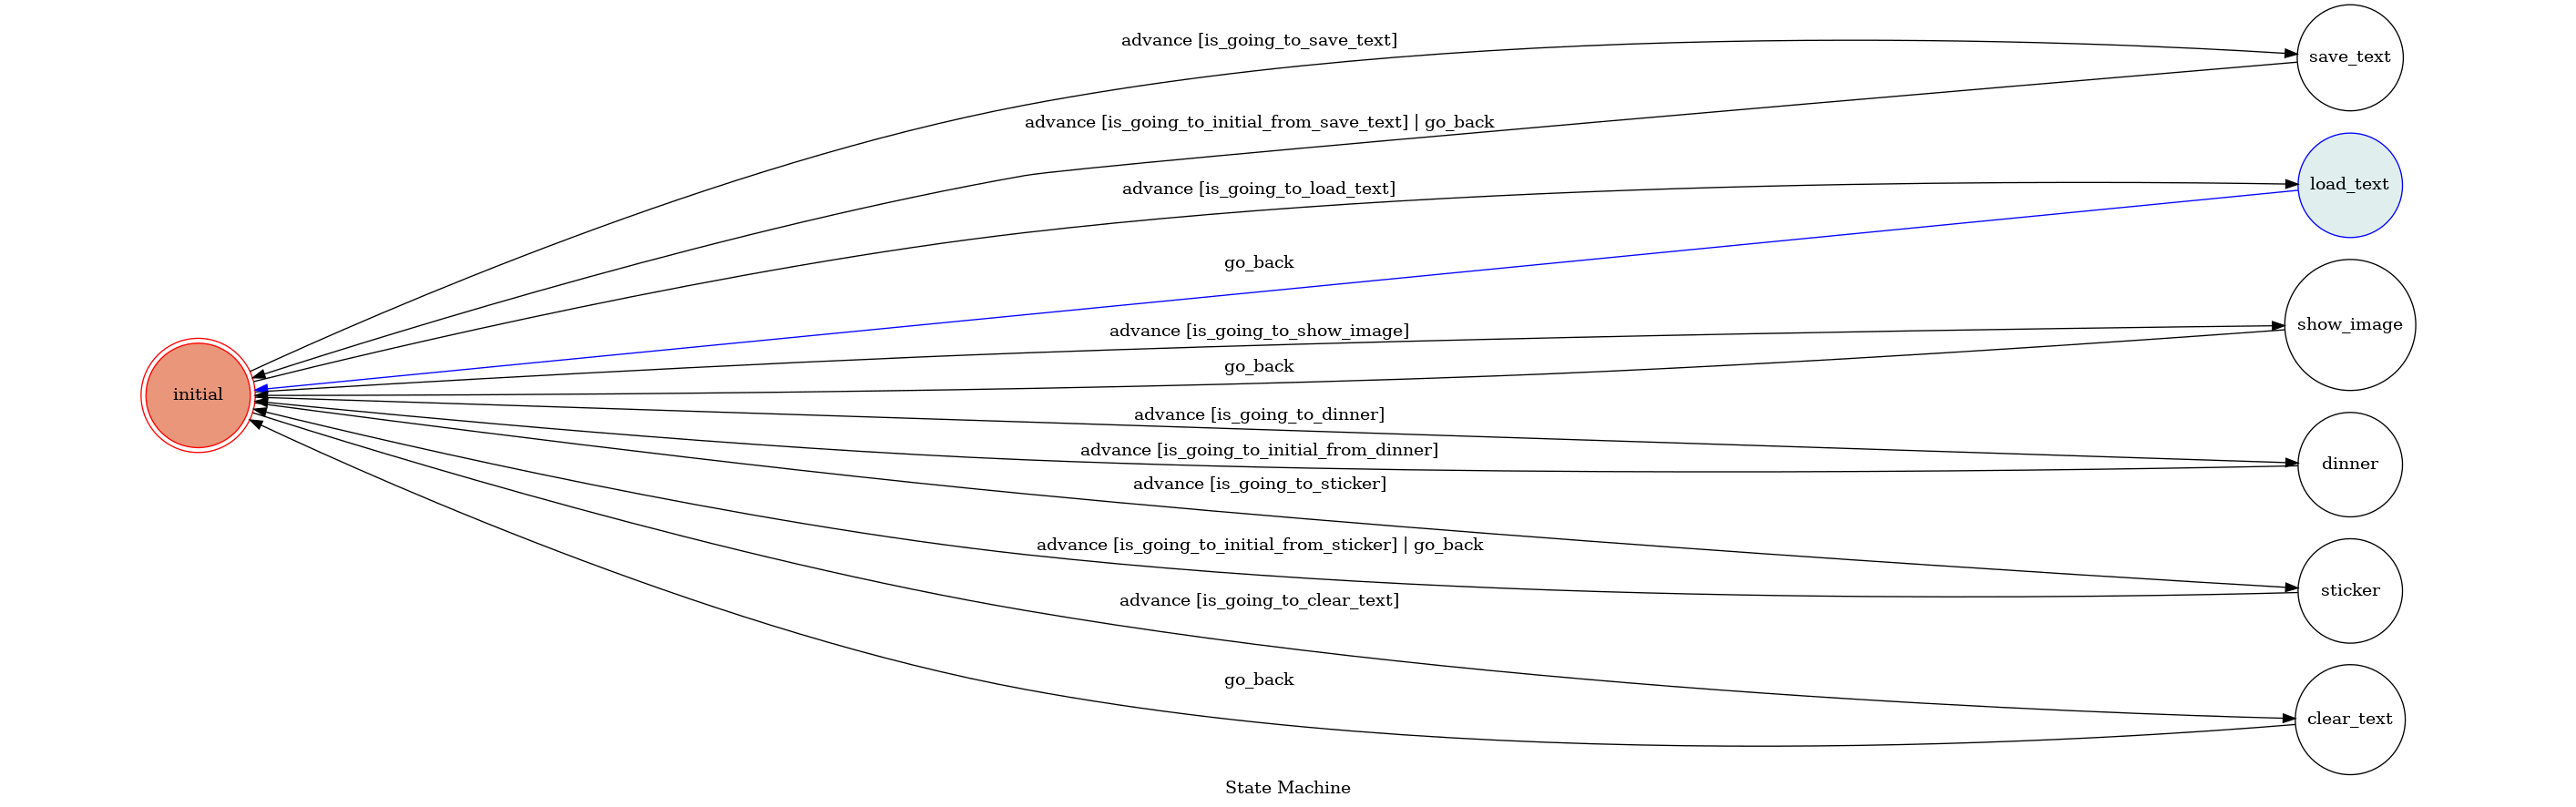 advance [is_going_to_save_text]
save_text
advance [is_going_to_initial_from_save_text] | go_back
load_text
advance [is_going_to_load_text]
go_back
show_image
advance [is_going_to_show_image]
go_back
initial
advance [is_going_to_dinner]
advance [is_going_to_initial_from_dinner]
dinner
advance [is_going_to_sticker]
advance [is_going_to_initial_from_sticker] | go_back
sticker
advance [is_going_to_clear_text]
go_back
clear_text
State Machine